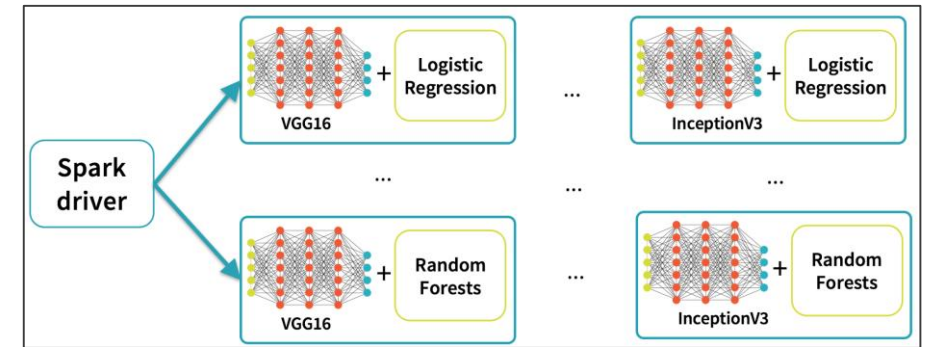 +
Logistic
Regression
VGG16
...
+
Logistic
Regression
InceptionV3
Spark
driver
...
...
...
+
Random
Forests
VGG16
...
+
Random
Forests
InceptionV3